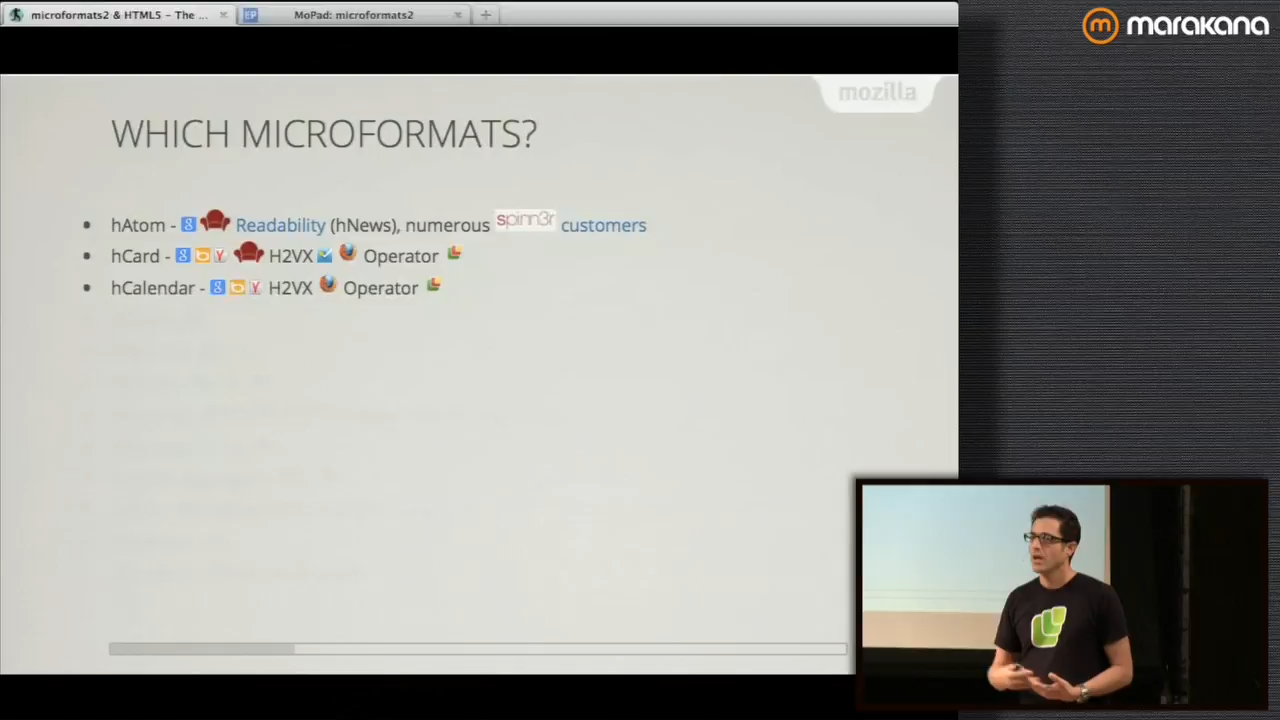 microformats2 & HTML5 - The ...
EP MoPad: microformats2
marakana
mozilla
WHICH MICROFORMATS?
• hAtom - g Readability (hNews), numerous spinn3r customers
• hCard - g b Y H2VX Operator
• hCalendar - g b Y H2VX Operator